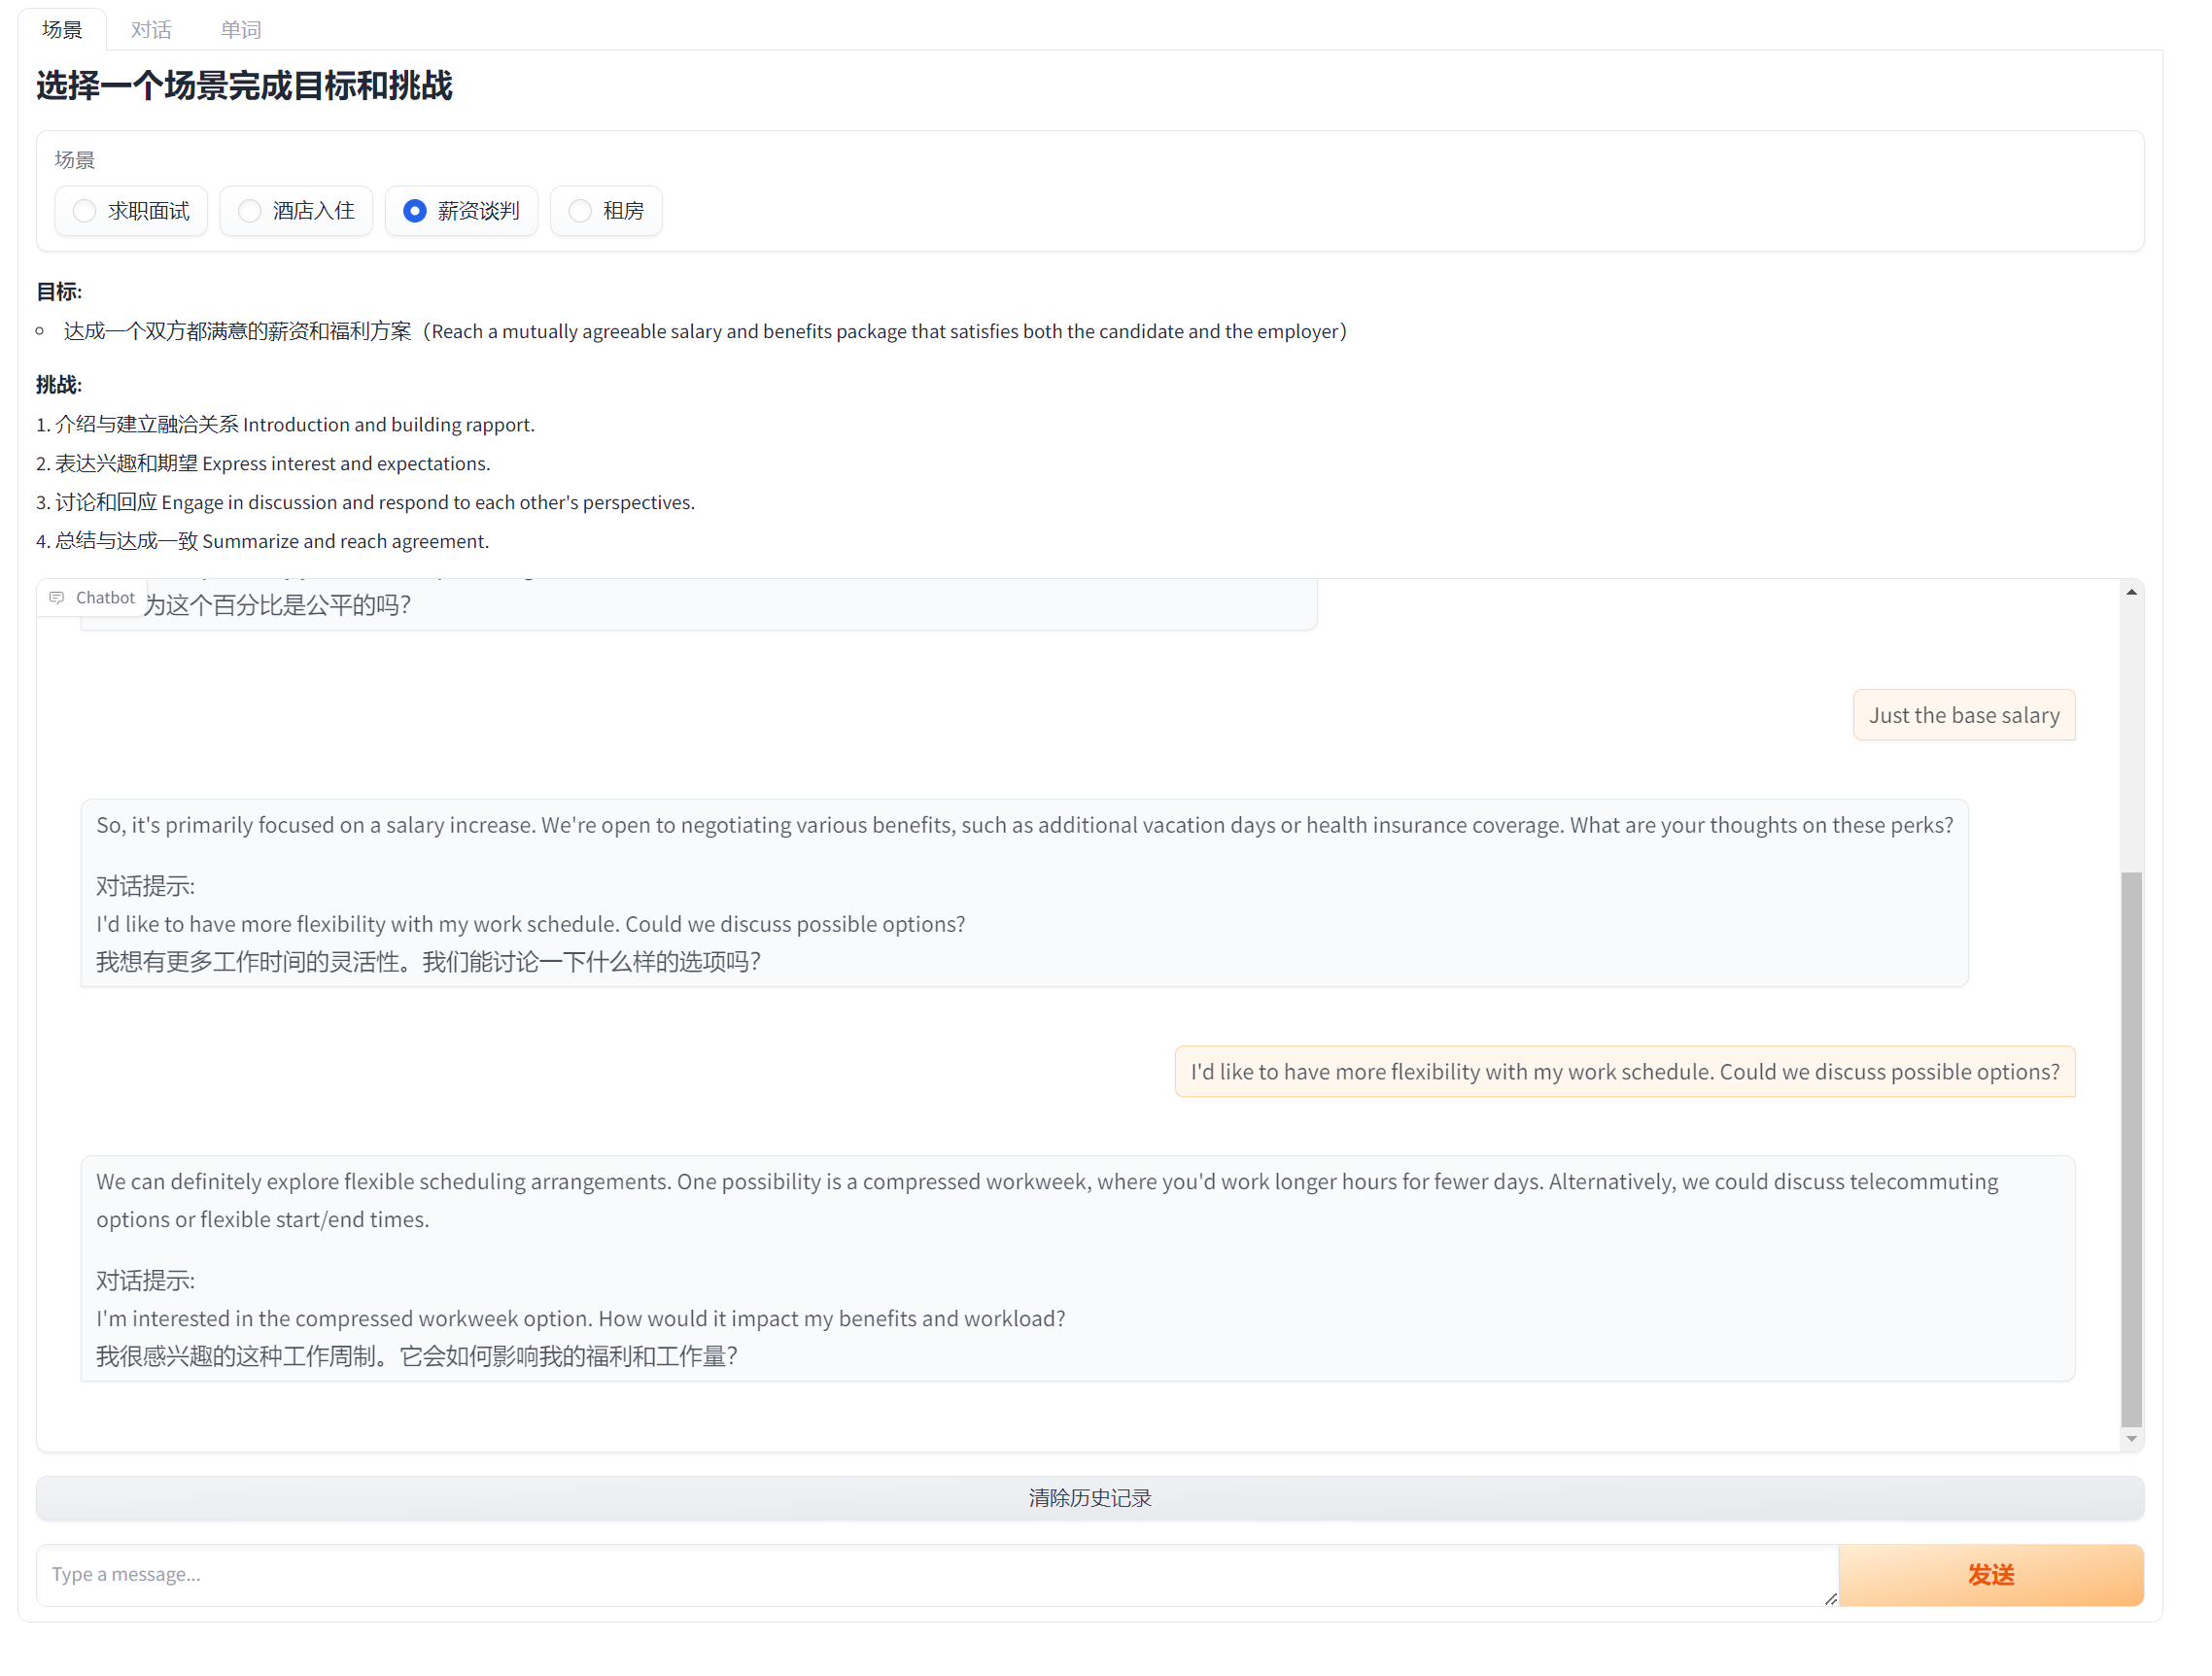 场景 对话 单词
选择一个场景完成目标和挑战
场景
求职面试 酒店入住 薪资谈判 租房
目标:
达成一个双方都满意的薪资和福利方案（Reach a mutually agreeable salary and benefits package that satisfies both the candidate and the employer）
挑战:
1. 介绍与建立融洽关系 Introduction and building rapport.
2. 表达兴趣和期望 Express interest and expectations.
3. 讨论和回应 Engage in discussion and respond to each other's perspectives.
4. 总结与达成一致 Summarize and reach agreement.
Chatbot
为这个百分比是公平的吗？
Just the base salary
So, it's primarily focused on a salary increase. We're open to negotiating various benefits, such as additional vacation days or health insurance coverage. What are your thoughts on these perks?
对话提示:
I'd like to have more flexibility with my work schedule. Could we discuss possible options?
我想有更多工作时间的灵活性。我们能讨论一下什么样的选项吗？
I'd like to have more flexibility with my work schedule. Could we discuss possible options?
We can definitely explore flexible scheduling arrangements. One possibility is a compressed workweek, where you'd work longer hours for fewer days. Alternatively, we could discuss telecommuting
options or flexible start/end times.
对话提示:
I'm interested in the compressed workweek option. How would it impact my benefits and workload?
我很感兴趣的这种工作周制。它会如何影响我的福利和工作量？
清除历史记录
Type a message...
发送